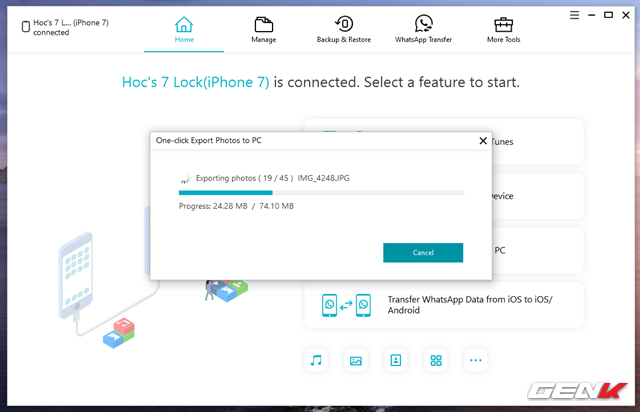 Hoc's 7 L... (iPhone 7)
connected
Home
Manage
Backup & Restore
WhatsApp Transfer
More Tools
Hoc's 7 Lock(iPhone 7) is connected. Select a feature to start.
One-click Export Photos to PC
Exporting photos ( 19 / 45 ) IMG_4248.JPG
Progress: 24.28 MB / 74.10 MB
Cancel
Tunes
Device
PC
Transfer WhatsApp Data from iOS to iOS/
Android
GENK